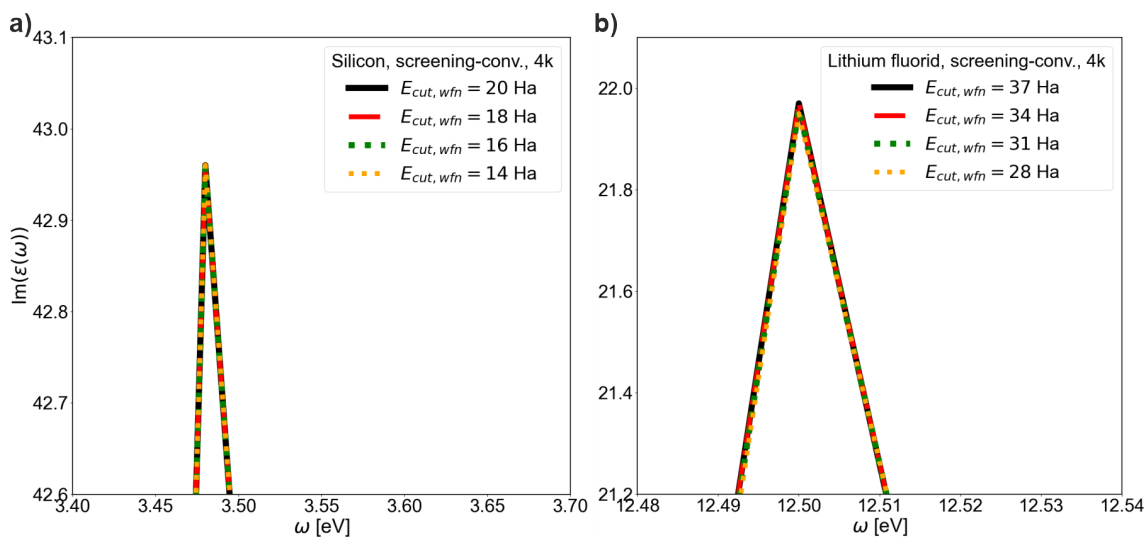 a)
43.1
43.0
42.9
42.8
42.7
42.6
Im(ε(ω))
Silicon, screening-conv., 4k
E_{cut, wfn} = 20 Ha
E_{cut, wfn} = 18 Ha
E_{cut, wfn} = 16 Ha
E_{cut, wfn} = 14 Ha
3.40 3.45 3.50 3.55 3.60 3.65 3.70
ω [eV]
b)
22.0
21.8
21.6
21.4
21.2
Lithium fluorid, screening-conv., 4k
E_{cut, wfn} = 37 Ha
E_{cut, wfn} = 34 Ha
E_{cut, wfn} = 31 Ha
E_{cut, wfn} = 28 Ha
12.48 12.49 12.50 12.51 12.52 12.53 12.54
ω [eV]